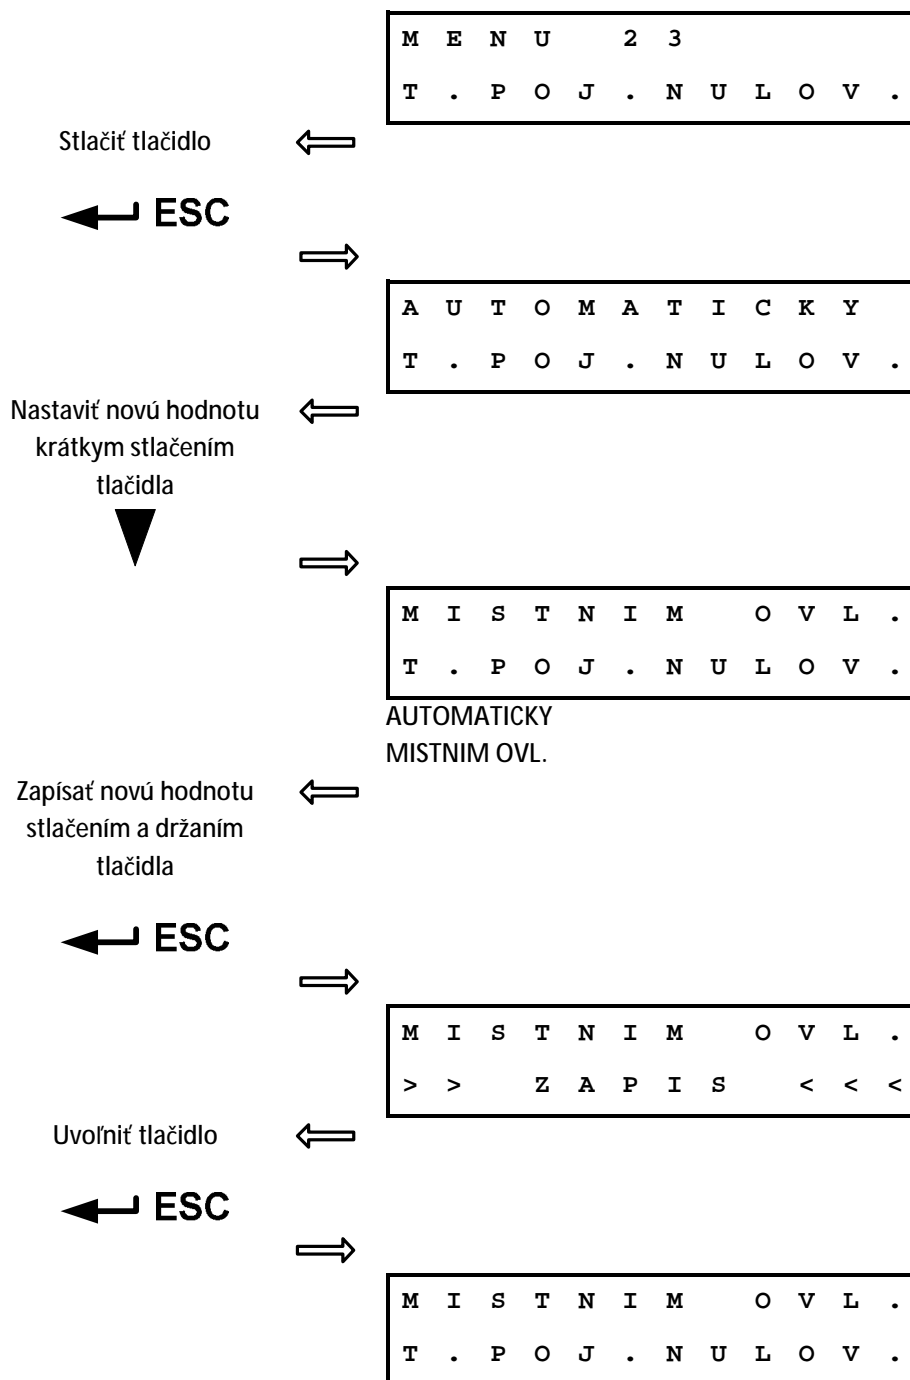 MENU 23
T.POJ.NULOV.
Stlačiť tlačidlo
ESC
AUTOMATICKY
T.POJ.NULOV.
Nastaviť novú hodnotu
krátkym stlačením
tlačidla
MISTNIM OVL.
T.POJ.NULOV.
AUTOMATICKY
MISTNIM OVL.
Zapísať novú hodnotu
stlačením a držaním
tlačidla
ESC
MISTNIM OVL.
>> ZAPIS <<<
Uvoľniť tlačidlo
ESC
MISTNIM OVL.
T.POJ.NULOV.